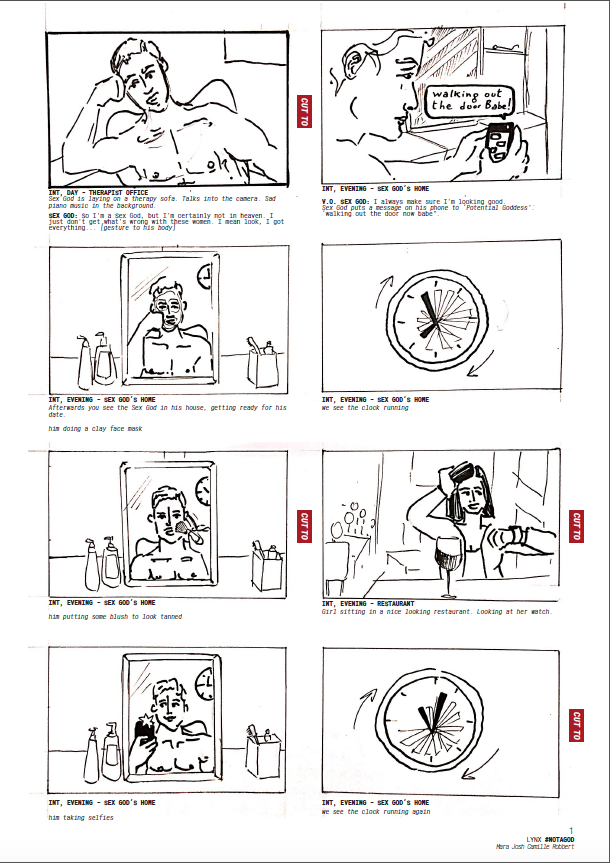 CUT TO
walking out
the door Babe!
INT, DAY - THERAPIST OFFICE
Sex God is laying on a therapy sofa. Talks into the camera. Sad
piano music in the background.
sEX GOD: So I'm a Sex God, but I'm certainly not in heaven. I
just don't get,what's wrong with these women. I mean look, I got
everything... [gesture to his body]
INT, EVENING - sEX GOD'S HOME
V.O. sEX GOD: I always make sure I'm looking good.
Sex God puts a message on his phone to 'Potential Goddess':
'walking out the door now babe'.
INT, EVENING - sEX GOD'S HOME
Afterwards you see the Sex God in his house, getting ready for his
date.
him doing a clay face mask
INT, EVENING - sEX GOD'S HOME
we see the clock running
CUT TO
CUT TO
INT, EVENING - sEX GOD'S HOME
him putting some blush to look tanned
INT, EVENING - REsTAURANT
Girl sitting in a nice looking restaurant. Looking at her watch.
CUT TO
INT, EVENING - sEX GOD'S HOME
him taking selfies
INT, EVENING - sEX GOD'S HOME
we see the clock running again
1
LYNX #NOTAGOD
Mara Josh Camille Robbert